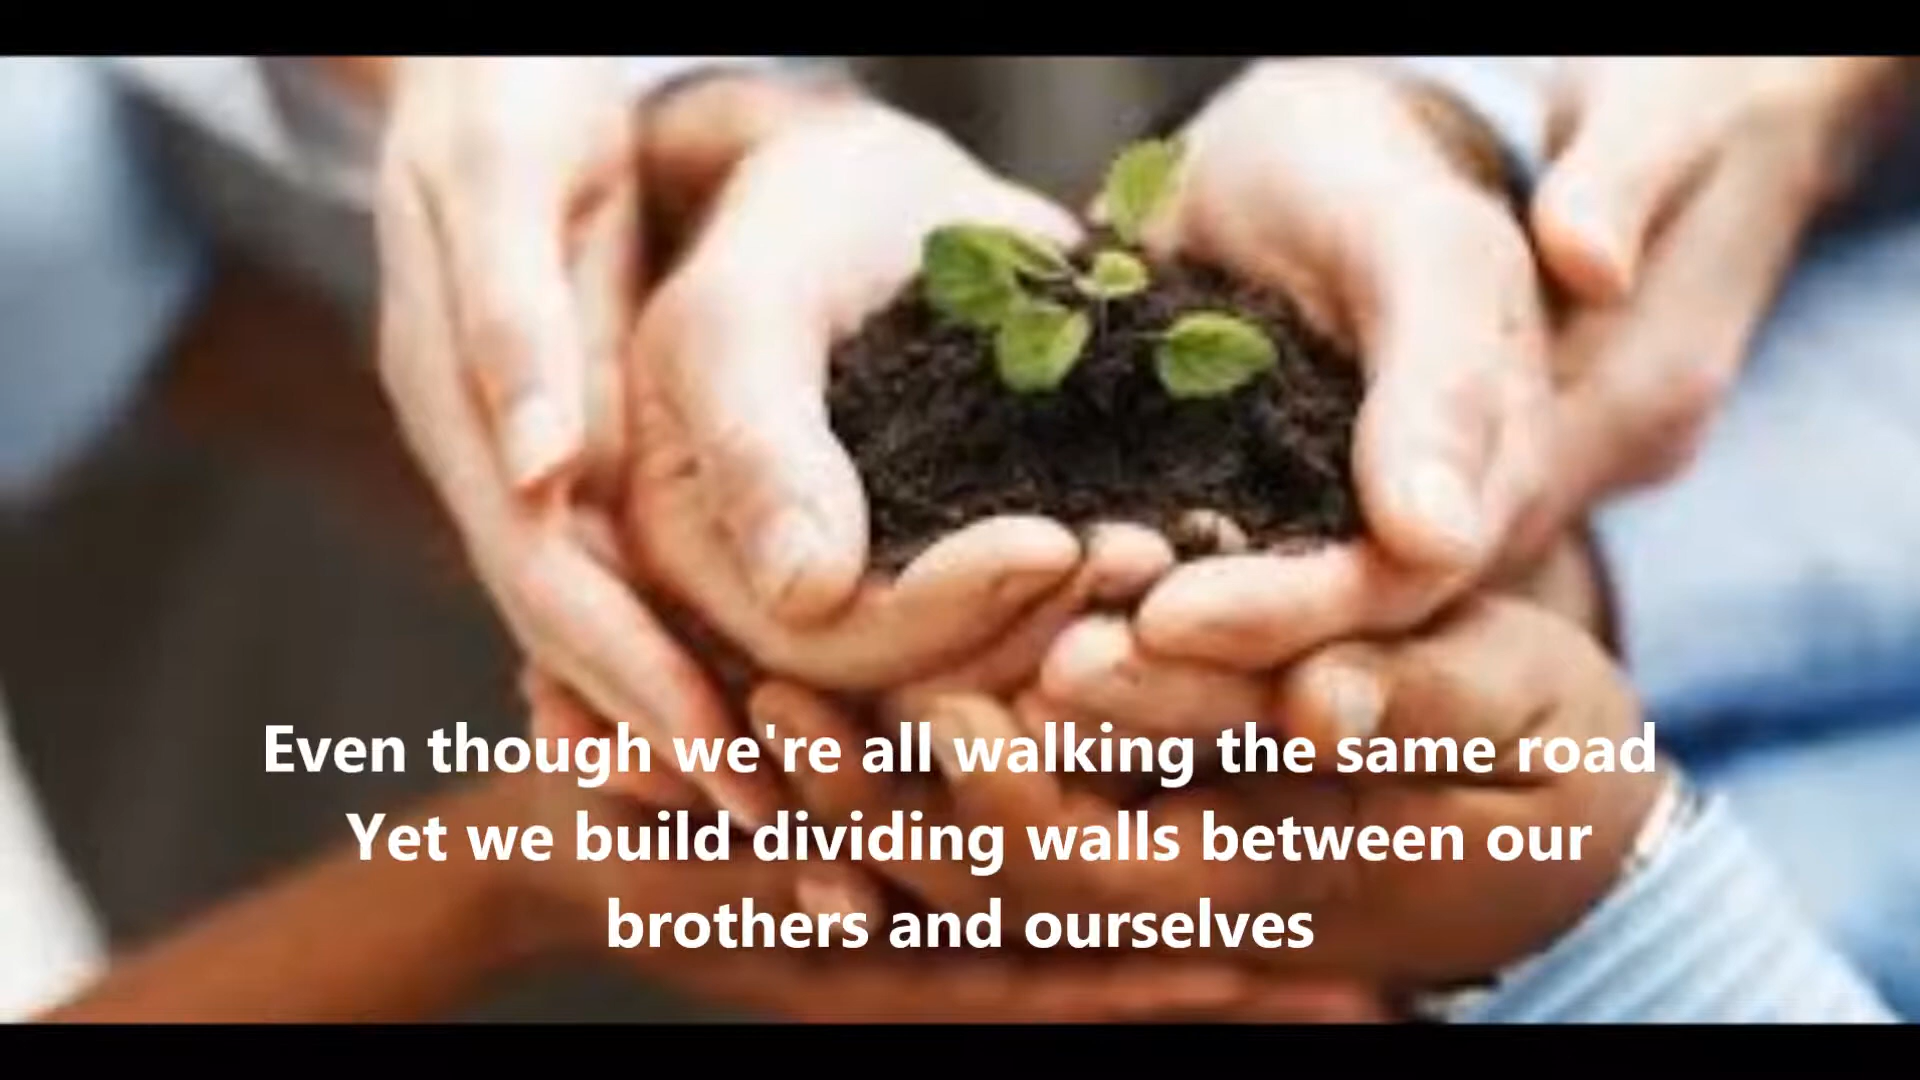 Even though we're all walking the same road
Yet we build dividing walls between our
brothers and ourselves